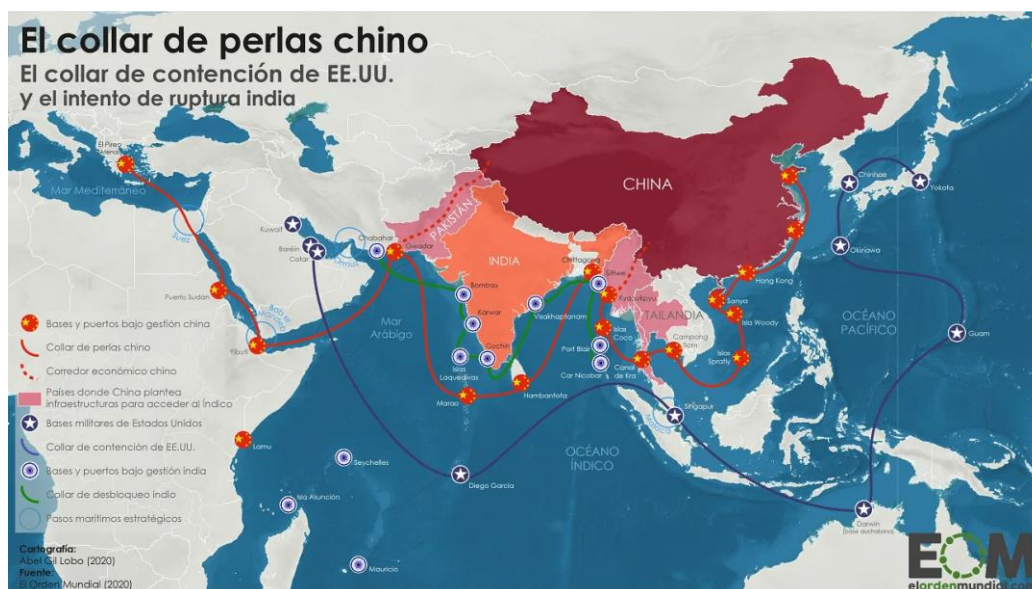 El collar de perlas chino
El collar de contención de EE.UU.
y el intento de ruptura india
El Pireo
Mar Mediterráneo
Suez
Kuwait
Baréin
Catar
Ormuz
Chabahar
Gwadar
PAKISTÁN
INDIA
CHINA
Chittagong
Sittwe
Kyaukpyu
TAILANDIA
Chinhae
Yokota
Okinawa
Hong Kong
Sanya
Isla Woody
Islas
Spratly
OCÉANO
PACÍFICO
Guam
Puerto Sudán
Bab el
Mandeb
Yibuti
Mar
Arábigo
Bombay
Karwar
Cochin
Islas
Laquedivas
Visakhaptanam
Islas
Coco
Port Blair
Car Nicobar
Canal
de Kra
Kampong
Som
Marao
Hambantota
Singapur
Malaca
Lamu
Seychelles
Isla Asunción
Mauricio
Diego García
OCÉANO
ÍNDICO
Darwin
(base australiana)
Bases y puertos bajo gestión china
Collar de perlas chino
Corredor económico chino
Países donde China plantea
infraestructuras para acceder al Índico
Bases militares de Estados Unidos
Collar de contención de EE.UU.
Bases y puertos bajo gestión india
Collar de desbloqueo indio
Pasos marítimos estratégicos
Cartografía:
Abel Gil Lobo (2020)
Fuente:
El Orden Mundial (2020)
EOM
elordenmundial.com